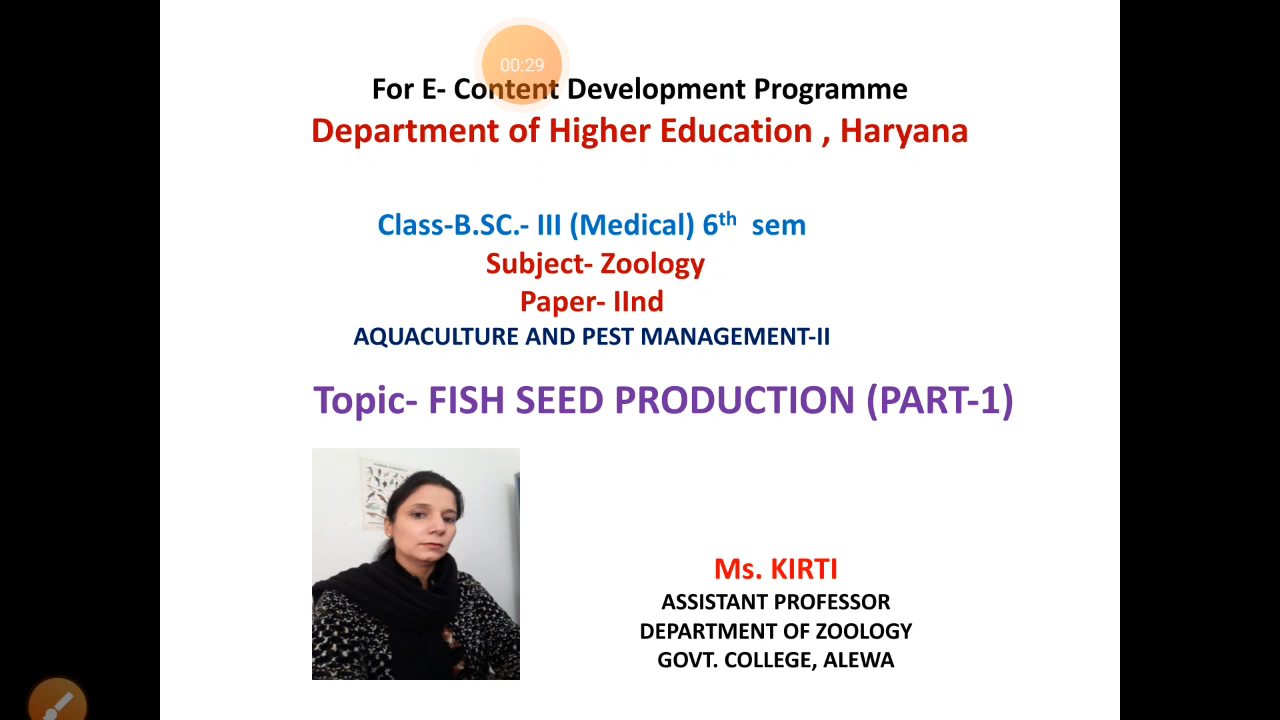 00:29
For E- Content Development Programme
Department of Higher Education , Haryana
Class-B.SC.- III (Medical) 6th sem
Subject- Zoology
Paper- IInd
AQUACULTURE AND PEST MANAGEMENT-II
Topic- FISH SEED PRODUCTION (PART-1)
Ms. KIRTI
ASSISTANT PROFESSOR
DEPARTMENT OF ZOOLOGY
GOVT. COLLEGE, ALEWA